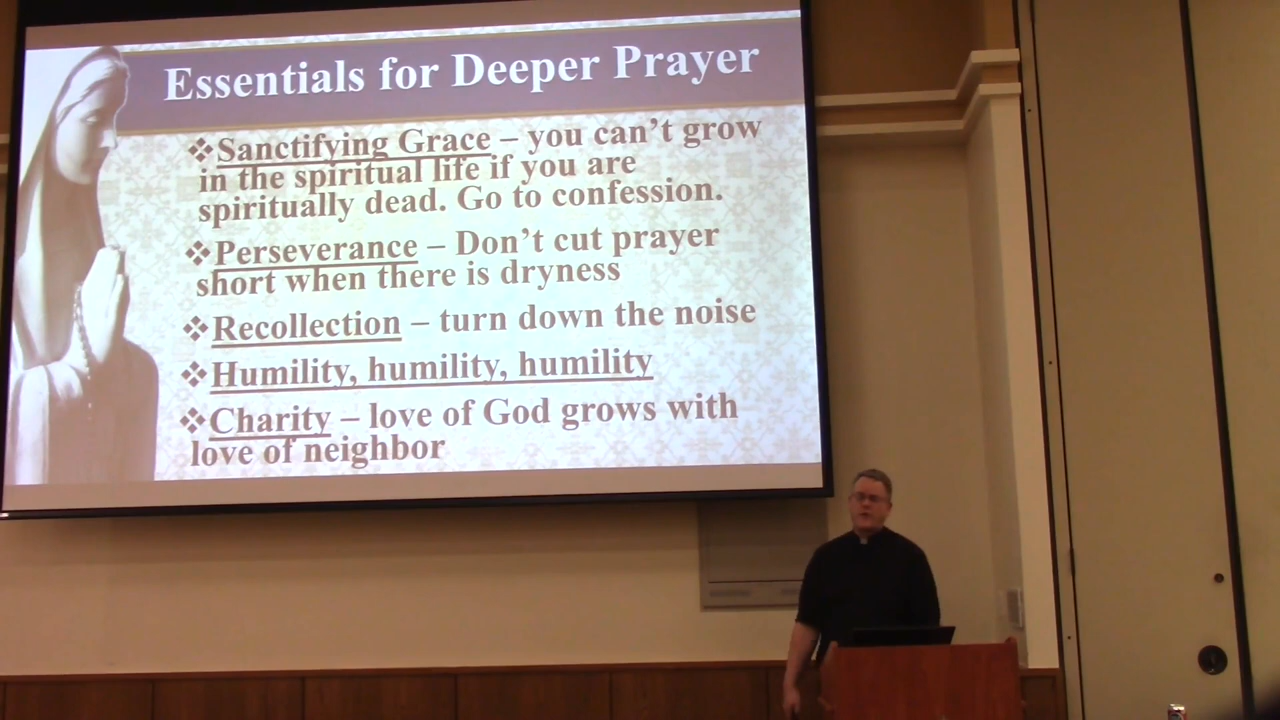 Essentials for Deeper Prayer
❖Sanctifying Grace – you can't grow
in the spiritual life if you are
spiritually dead. Go to confession.
❖Perseverance – Don't cut prayer
short when there is dryness
❖Recollection – turn down the noise
❖Humility, humility, humility
❖Charity – love of God grows with
love of neighbor